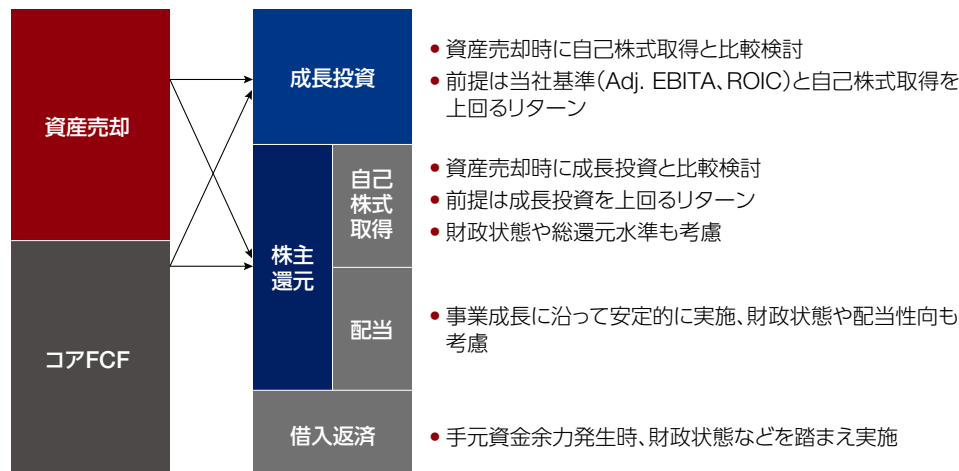 資産売却
コアFCF
成長投資
株主
還元
自己
株式
取得
配当
借入返済
• 資産売却時に自己株式取得と比較検討
• 前提は当社基準（Adj. EBITA、ROIC）と自己株式取得を
上回るリターン
• 資産売却時に成長投資と比較検討
• 前提は成長投資を上回るリターン
• 財政状態や総還元水準も考慮
• 事業成長に沿って安定的に実施、財政状態や配当性向も
考慮
• 手元資金余力発生時、財政状態などを踏まえ実施